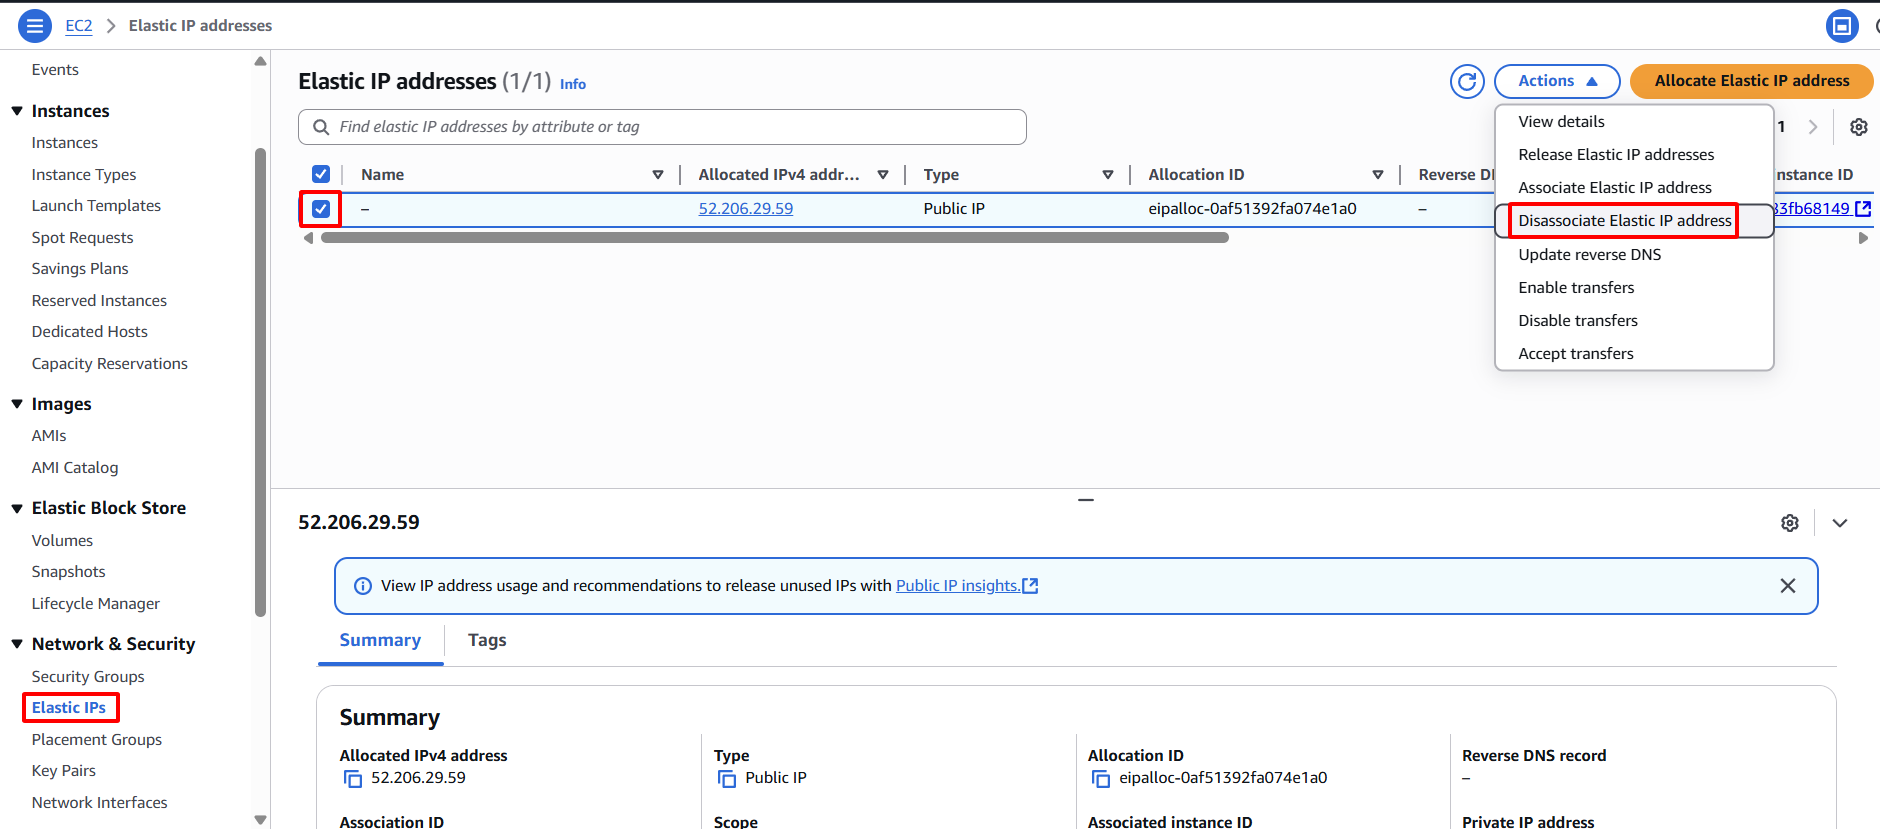 EC2 > Elastic IP addresses
Events
Instances
Instances
Instance Types
Launch Templates
Spot Requests
Savings Plans
Reserved Instances
Dedicated Hosts
Capacity Reservations
Images
AMIs
AMI Catalog
Elastic Block Store
Volumes
Snapshots
Lifecycle Manager
Network & Security
Security Groups
Elastic IPs
Placement Groups
Key Pairs
Network Interfaces
Elastic IP addresses (1/1) Info
Actions
Allocate Elastic IP address
Find elastic IP addresses by attribute or tag
1
View details
Release Elastic IP addresses
Associate Elastic IP address
Disassociate Elastic IP address
Update reverse DNS
Enable transfers
Disable transfers
Accept transfers
Name Allocated IPv4 addr... Type Allocation ID Reverse nstance ID
– 52.206.29.59 Public IP eipalloc-0af51392fa074e1a0 – 3fb68149
52.206.29.59
View IP address usage and recommendations to release unused IPs with Public IP insights.
Summary Tags
Summary
Allocated IPv4 address
52.206.29.59
Type
Public IP
Allocation ID
eipalloc-0af51392fa074e1a0
Reverse DNS record
–
Association ID
Scope
Associated instance ID
Private IP address